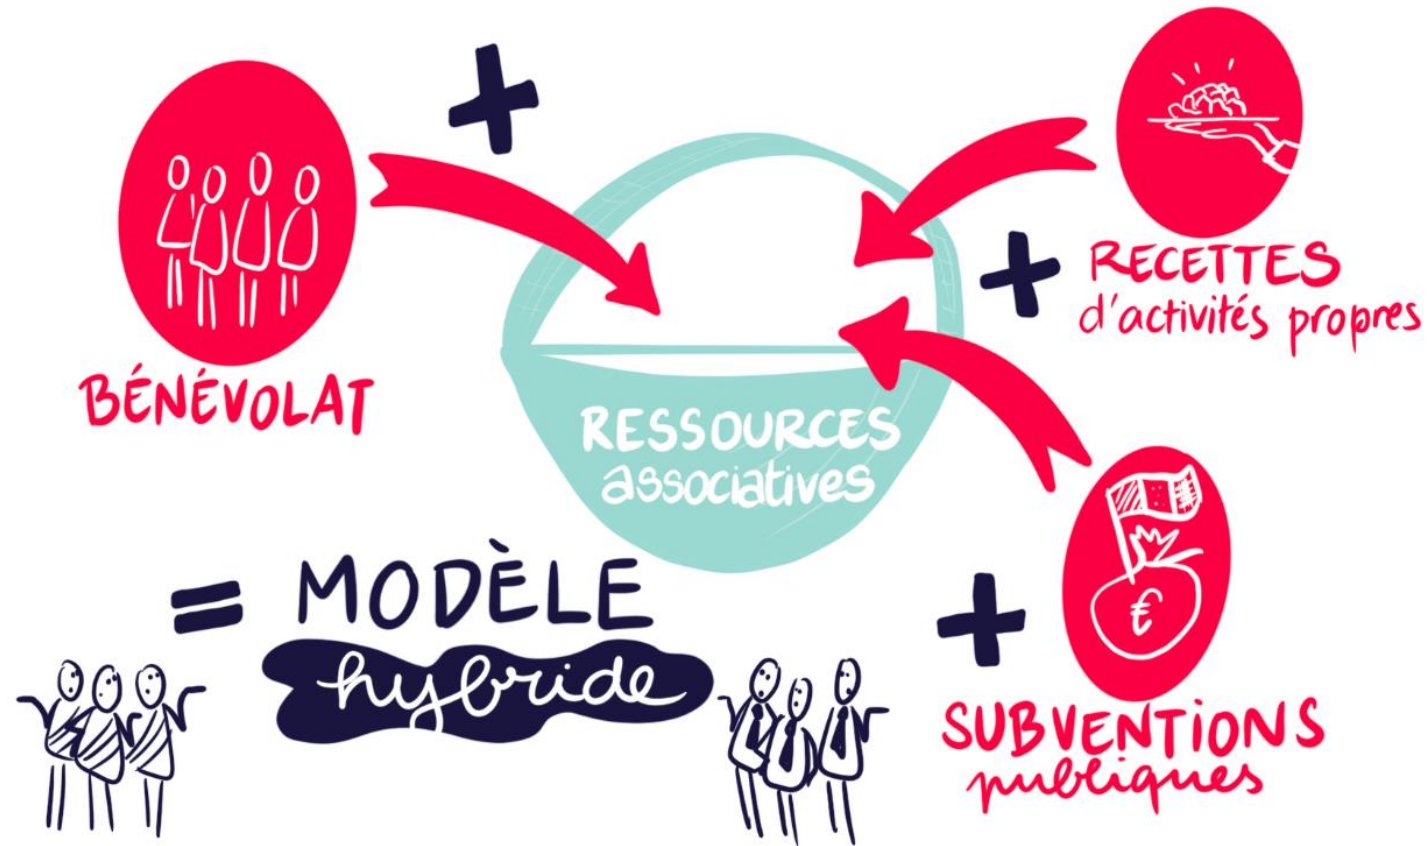 +
BÉNÉVOLAT
+
RECETTES
d'activités propres
RESSOURCES
associatives
= MODÈLE
hybride
+
€
SUBVENTIONS
publiques